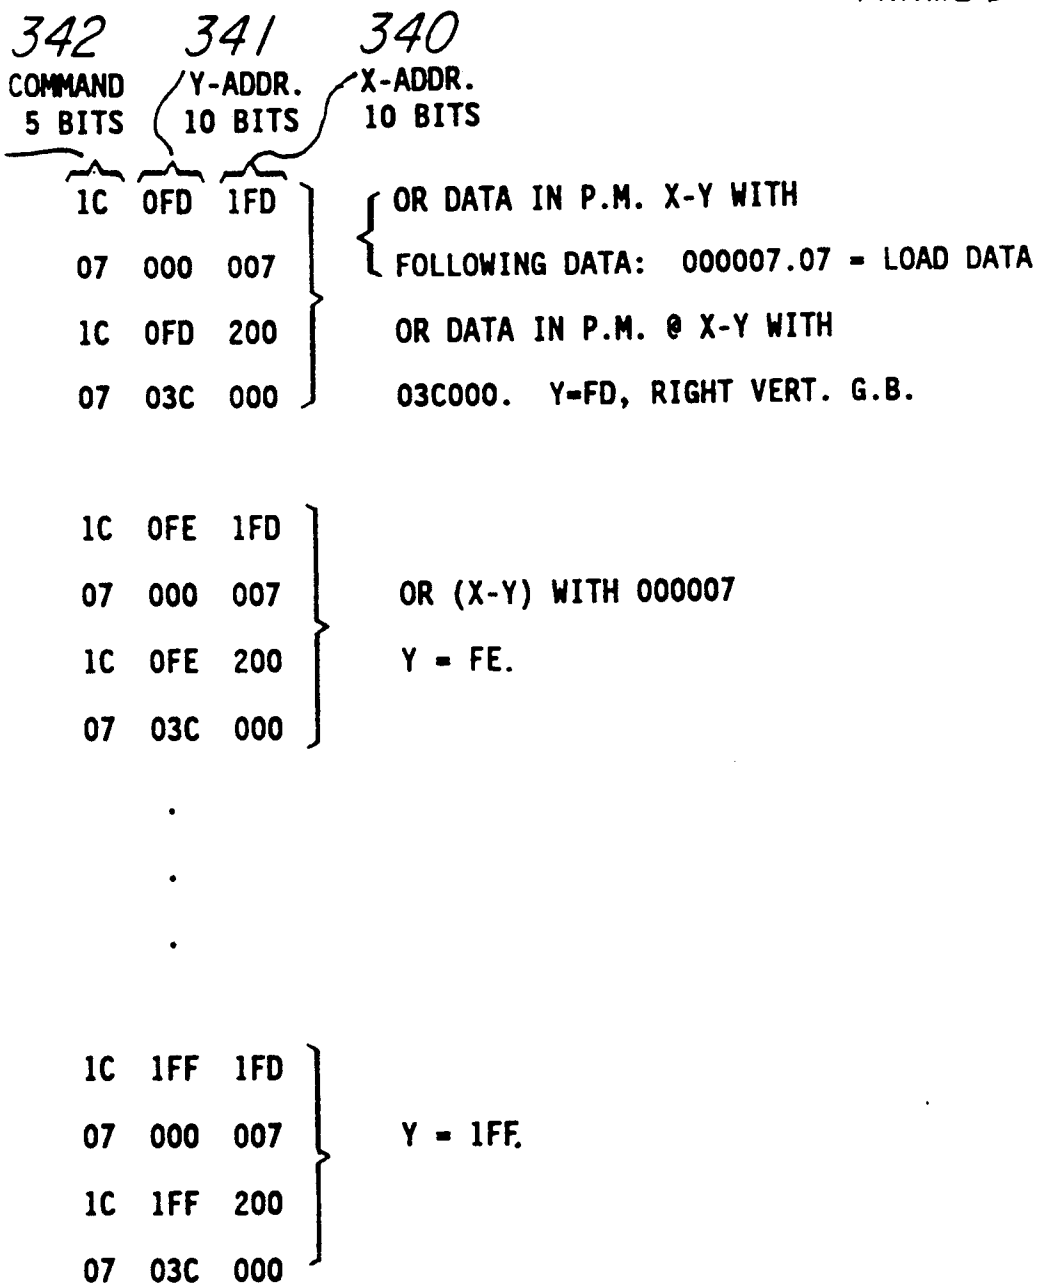 342 341 340
COMMAND Y-ADDR. X-ADDR.
5 BITS 10 BITS 10 BITS
1C 0FD 1FD OR DATA IN P.M. X-Y WITH
07 000 007 FOLLOWING DATA: 000007.07 = LOAD DATA
1C 0FD 200 OR DATA IN P.M. @ X-Y WITH
07 03C 000 03C000. Y=FD, RIGHT VERT. G.B.
1C 0FE 1FD
07 000 007 OR (X-Y) WITH 000007
1C 0FE 200 Y = FE.
07 03C 000
.
.
.
1C 1FF 1FD
07 000 007 Y = 1FF.
1C 1FF 200
07 03C 000